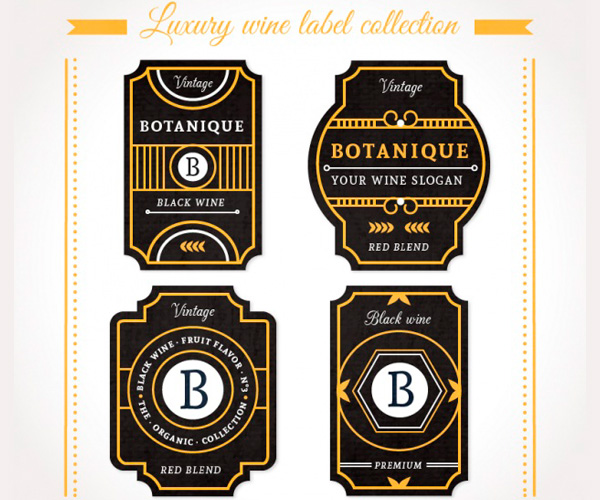 Luxury wine label collection
Vintage
BOTANIQUE
B
BLACK WINE
Vintage
BOTANIQUE
YOUR WINE SLOGAN
RED BLEND
Vintage
BLACK WINE · FRUIT FLAVOR · Nº3
THE · ORGANIC · COLLECTION
B
RED BLEND
Black wine
B
PREMIUM